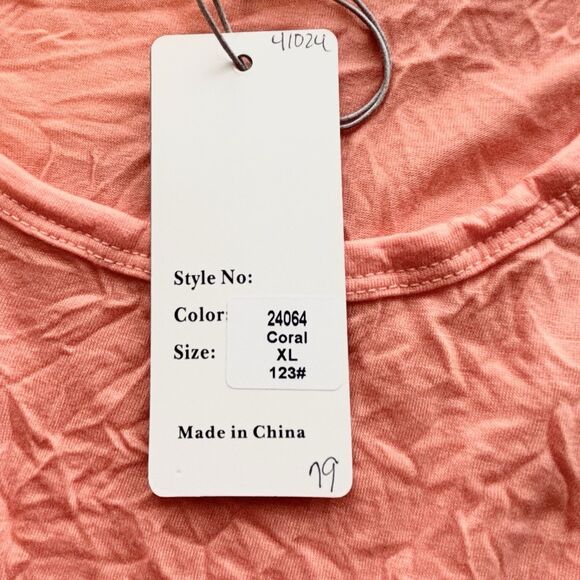 41024
Style No:
Color:
Size:
24064
Coral
XL
123#
Made in China
79